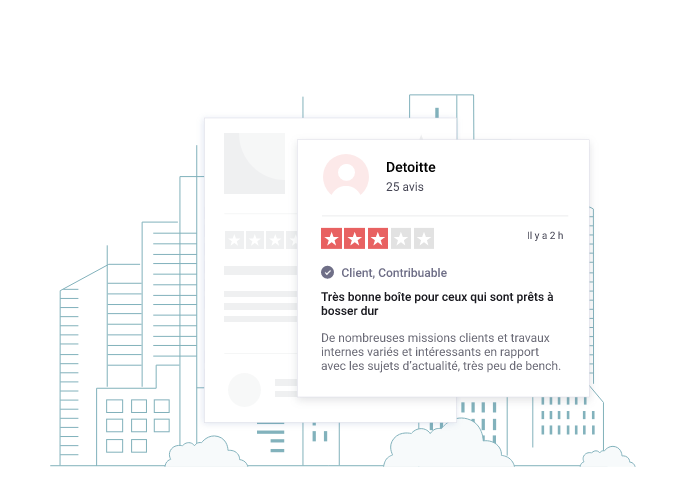 Detoitte
25 avis
Il y a 2 h
Client, Contribuable
Très bonne boîte pour ceux qui sont prêts à
bosser dur
De nombreuses missions clients et travaux
internes variés et intéressants en rapport
avec les sujets d'actualité, très peu de bench.